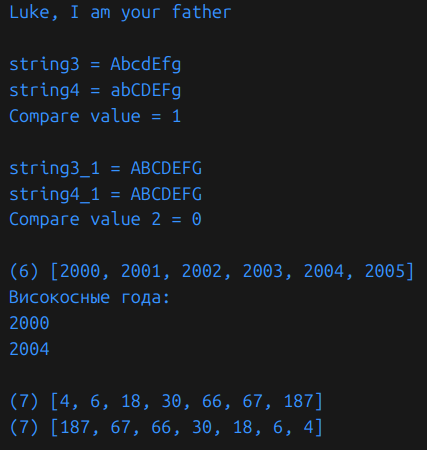 Luke, I am your father
string3 = AbcdEfg
string4 = abCDEFg
Compare value = 1
string3_1 = ABCDEFG
string4_1 = ABCDEFG
Compare value 2 = 0
(6) [2000, 2001, 2002, 2003, 2004, 2005]
Високосные года:
2000
2004
(7) [4, 6, 18, 30, 66, 67, 187]
(7) [187, 67, 66, 30, 18, 6, 4]